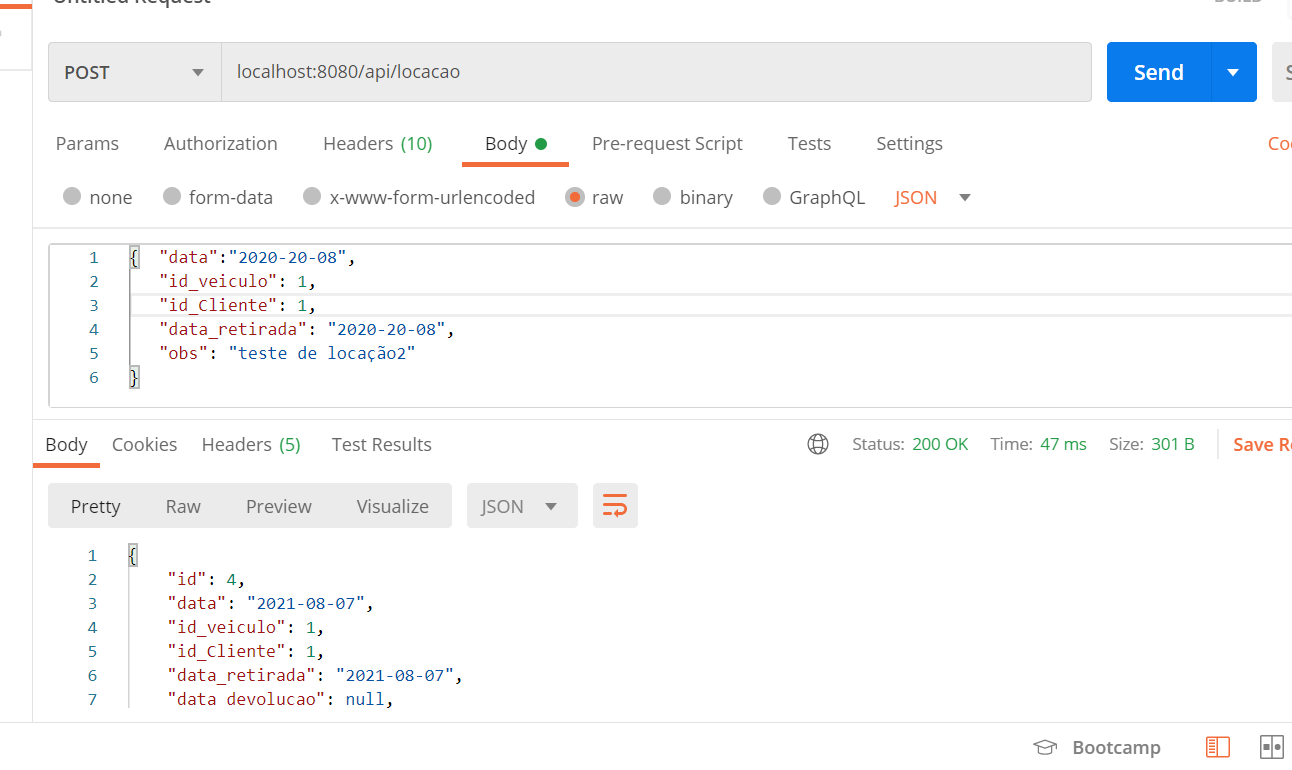 Untitled Request
BUILD
POST localhost:8080/api/locacao Send
Params Authorization Headers (10) Body Pre-request Script Tests Settings
none form-data x-www-form-urlencoded raw binary GraphQL JSON
1 { "data":"2020-20-08",
2 "id_veiculo": 1,
3 "id_Cliente": 1,
4 "data_retirada": "2020-20-08",
5 "obs": "teste de locação2"
6 }
Body Cookies Headers (5) Test Results Status: 200 OK Time: 47 ms Size: 301 B Save Re
Pretty Raw Preview Visualize JSON
1 {
2 "id": 4,
3 "data": "2021-08-07",
4 "id_veiculo": 1,
5 "id_Cliente": 1,
6 "data_retirada": "2021-08-07",
7 "data devolucao": null,
Bootcamp